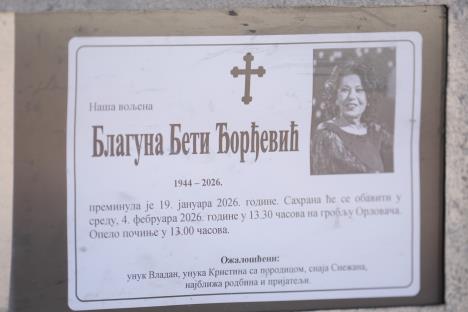 Наша вољена
Благуна Бети Ђорђевић
1944 – 2026.
преминула је 19. јануара 2026. године. Сахрана ће се обавити у
среду, 4. фебруара 2026. године у 13.30 часова на гробљу Орловача.
Опело почиње у 13.00 часова.
Ожалошћени:
унук Владан, унука Кристина са породицом, снаја Снежана,
најближа родбина и пријатељи.